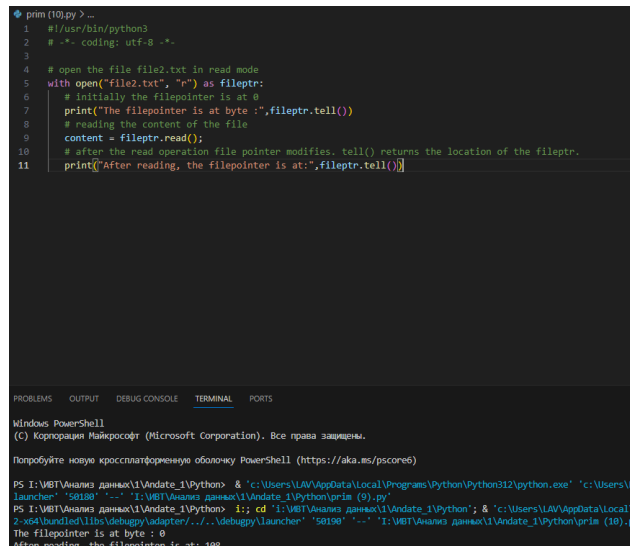 prim (10).py > ...
1 #!/usr/bin/python3
2 # -*- coding: utf-8 -*-
3
4 # open the file file2.txt in read mode
5 with open("file2.txt", "r") as fileptr:
6 # initially the filepointer is at 0
7 print("The filepointer is at byte :",fileptr.tell())
8 # reading the content of the file
9 content = fileptr.read();
10 # after the read operation file pointer modifies. tell() returns the location of the fileptr.
11 print("After reading, the filepointer is at:",fileptr.tell())
PROBLEMS OUTPUT DEBUG CONSOLE TERMINAL PORTS
Windows PowerShell
(C) Корпорация Майкрософт (Microsoft Corporation). Все права защищены.
Попробуйте новую кроссплатформенную оболочку PowerShell (https://aka.ms/pscore6)
PS I:\ИВТ\Анализ данных\1\Andate_1\Python> & 'c:\Users\LAV\AppData\Local\Programs\Python\Python312\python.exe' 'c:\Users\L
launcher' '50180' '--' 'I:\ИВТ\Анализ данных\1\Andate_1\Python\prim (9).py'
PS I:\ИВТ\Анализ данных\1\Andate_1\Python> i:; cd 'i:\ИВТ\Анализ данных\1\Andate_1\Python'; & 'c:\Users\LAV\AppData\Local
2-x64\bundled\libs\debugpy\adapter/../..\debugpy\launcher' '50190' '--' 'I:\ИВТ\Анализ данных\1\Andate_1\Python\prim (10).p
The filepointer is at byte : 0
After reading, the filepointer is at: 108